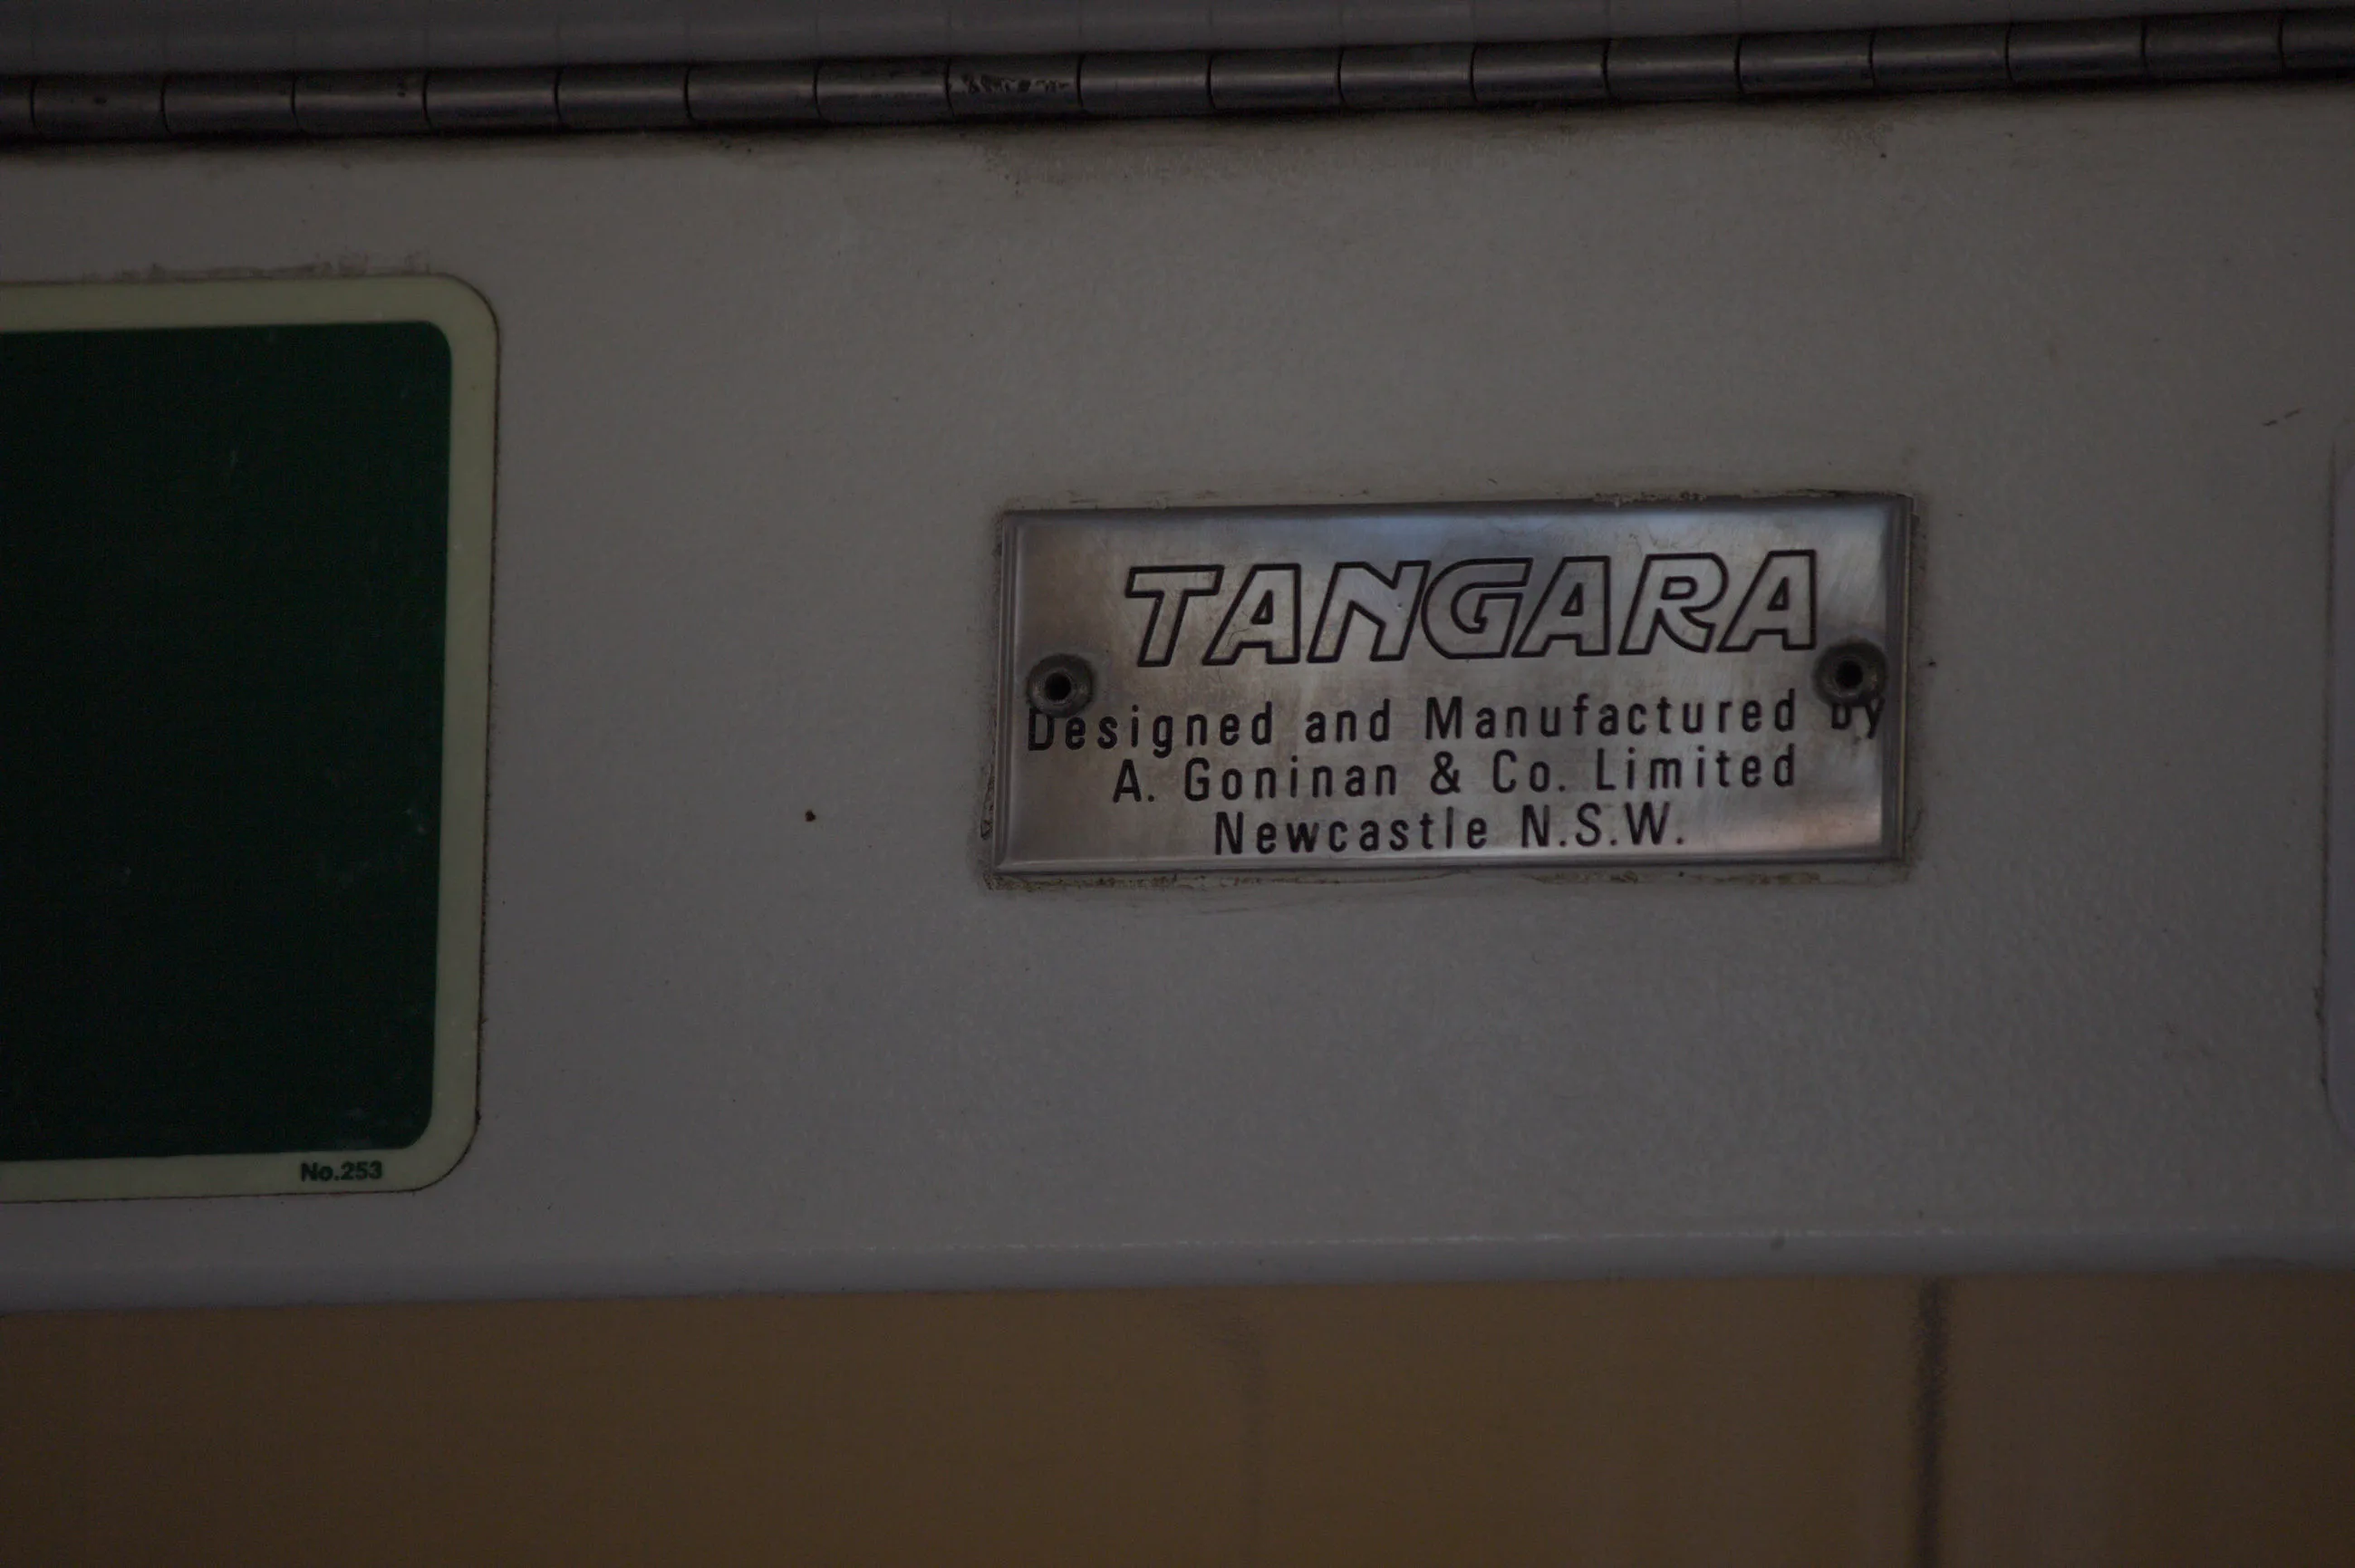 TANGARA
Designed and Manufactured by
A. Goninan & Co. Limited
Newcastle N.S.W.
No.253